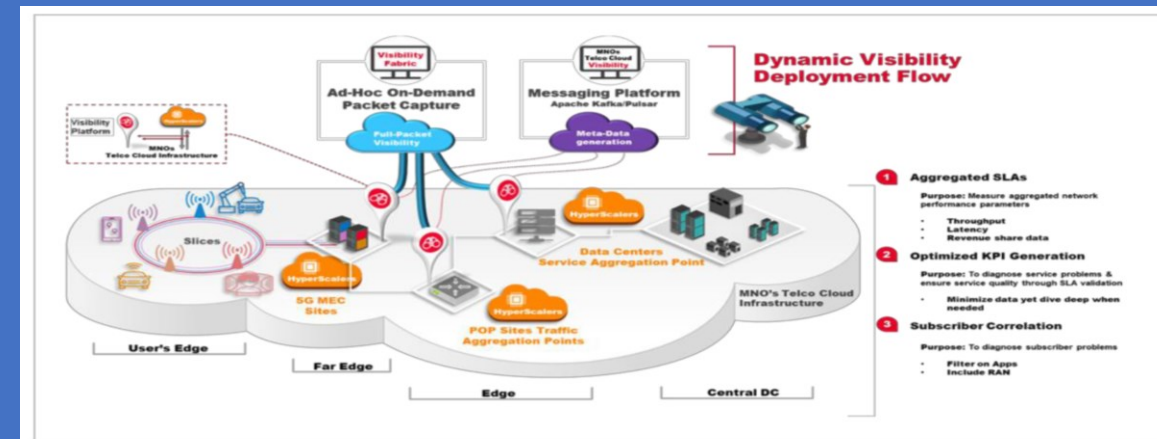 Visibility
Fabric
Ad-Hoc On-Demand
Packet Capture
Full-Packet
Visibility
MNOs
Telco Cloud
Visibility
Messaging Platform
Apache Kafka/Pulsar
Meta-Data
generation
Dynamic Visibility
Deployment Flow
Visibility
Platform
HyperScalers
MNOs
Telco Cloud Infrastructure
Slices
HyperScalers
5G MEC
Sites
HyperScalers
POP Sites Traffic
Aggregation Points
HyperScalers
Data Centers
Service Aggregation Point
MNO's Telco Cloud
Infrastructure
User's Edge
Far Edge
Edge
Central DC
1 Aggregated SLAs
Purpose: Measure aggregated network
performance parameters
• Throughput
• Latency
• Revenue share data
2 Optimized KPI Generation
Purpose: To diagnose service problems &
ensure service quality through SLA validation
• Minimize data yet dive deep when
needed
3 Subscriber Correlation
Purpose: To diagnose subscriber problems
• Filter on Apps
• Include RAN